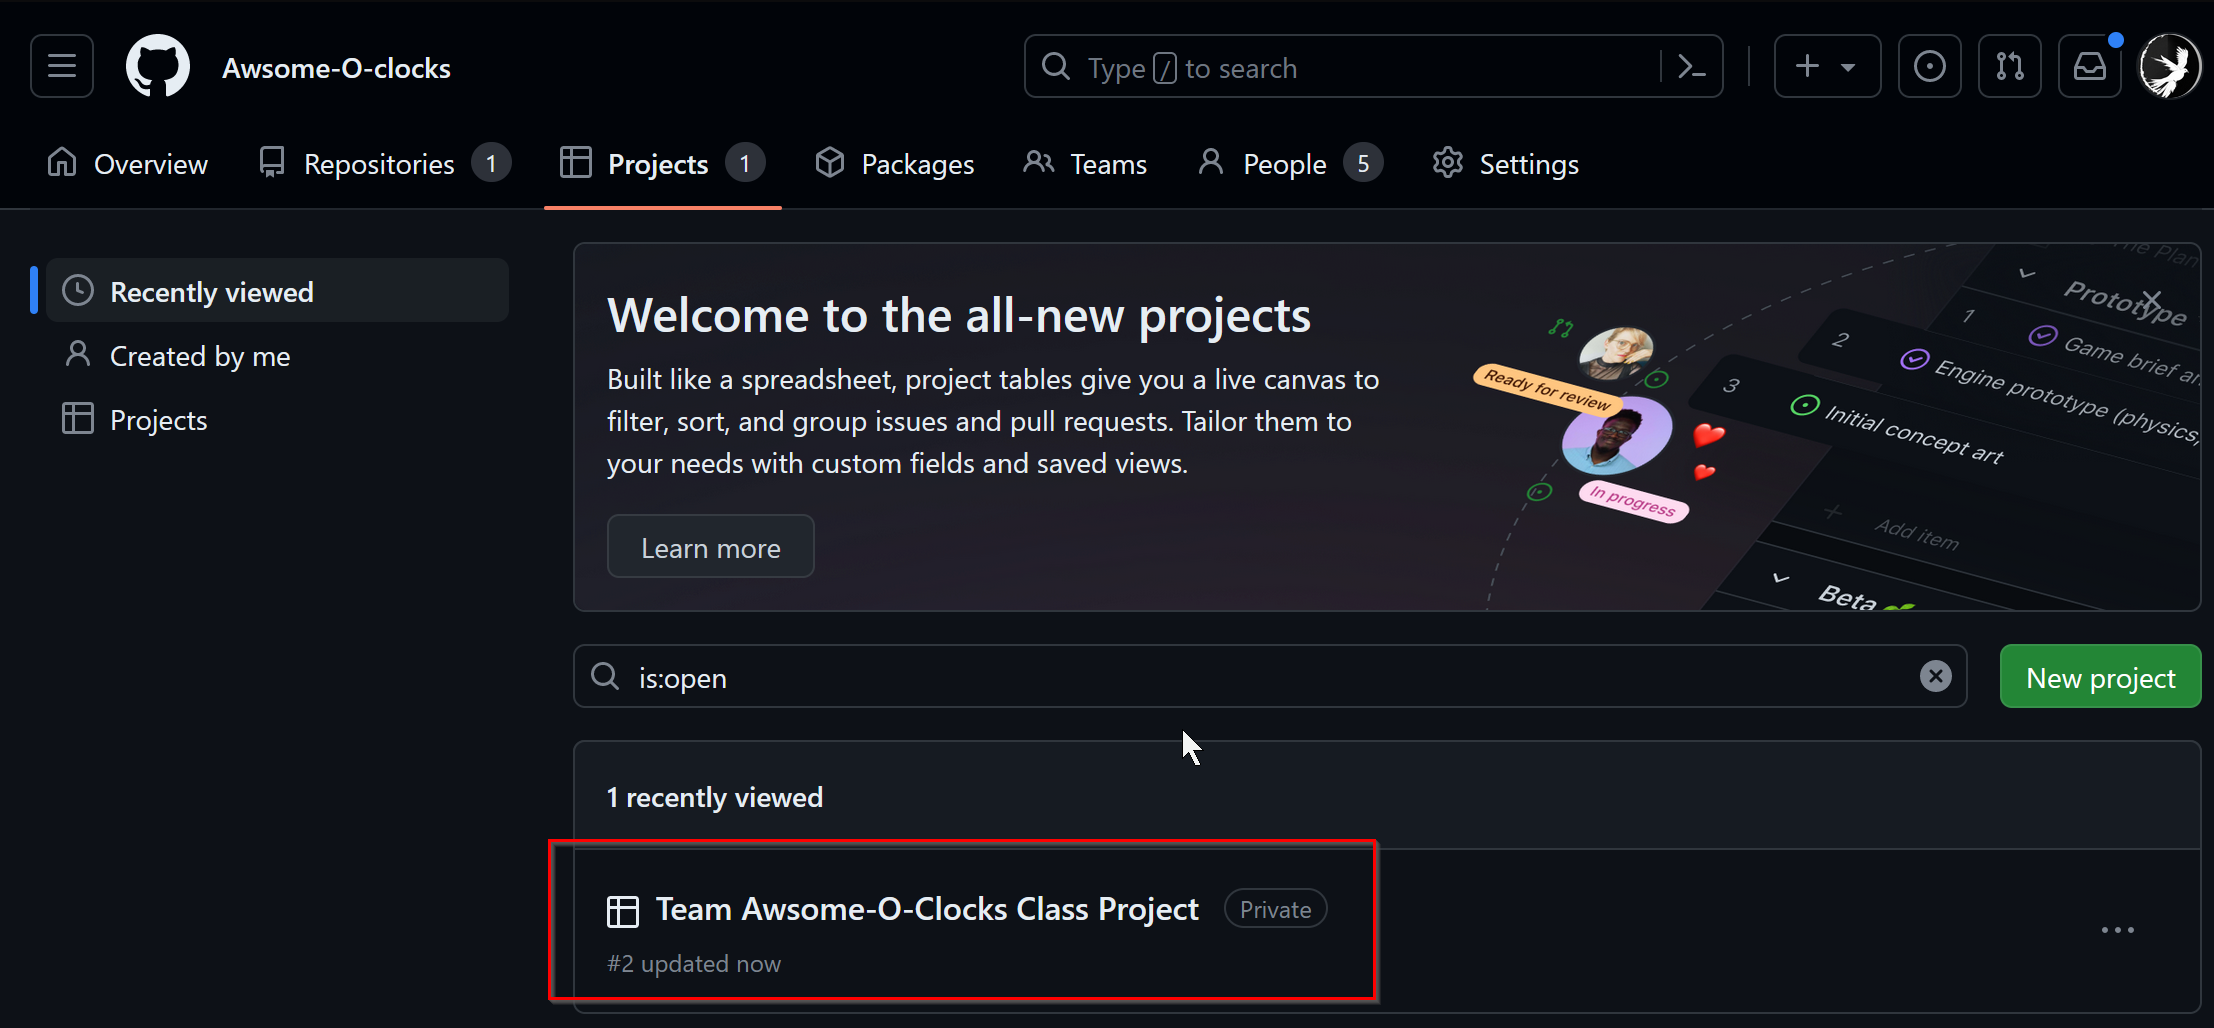 Awsome-O-clocks
Type / to search
Overview
Repositories 1
Projects 1
Packages
Teams
People 5
Settings
Recently viewed
Created by me
Projects
Welcome to the all-new projects
Built like a spreadsheet, project tables give you a live canvas to
filter, sort, and group issues and pull requests. Tailor them to
your needs with custom fields and saved views.
Learn more
Ready for review
In progress
The Plan
Prototype
1 Game brief an
2 Engine prototype (physics,
3 Initial concept art
Add item
Beta
is:open
New project
1 recently viewed
Team Awsome-O-Clocks Class Project Private
#2 updated now